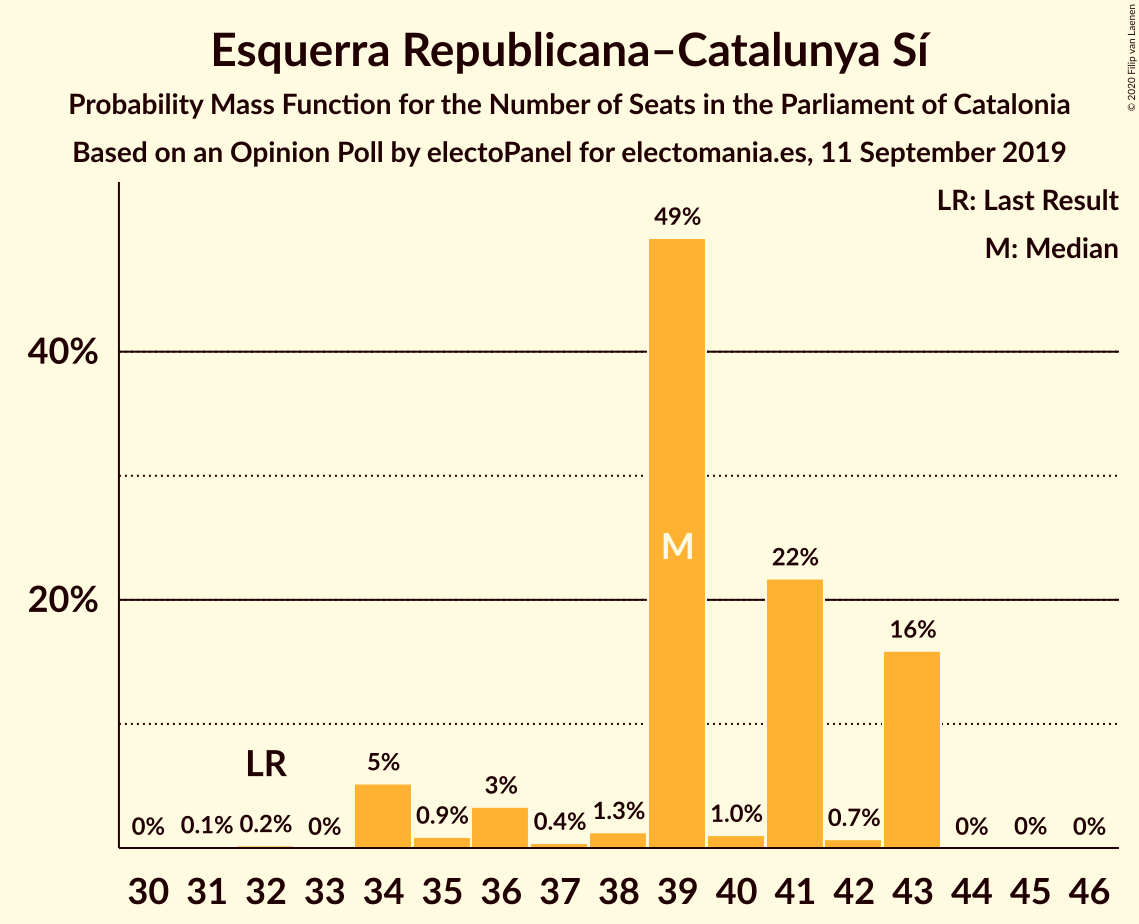 Esquerra Republicana–Catalunya Sí
Probability Mass Function for the Number of Seats in the Parliament of Catalonia
Based on an Opinion Poll by electoPanel for electomania.es, 11 September 2019
© 2020 Filip van Laenen
LR: Last Result
M: Median
40%
20%
0% 0.1% 0.2% 0% 5% 0.9% 3% 0.4% 1.3% 49% 1.0% 22% 0.7% 16% 0% 0% 0%
LR
M
30 31 32 33 34 35 36 37 38 39 40 41 42 43 44 45 46